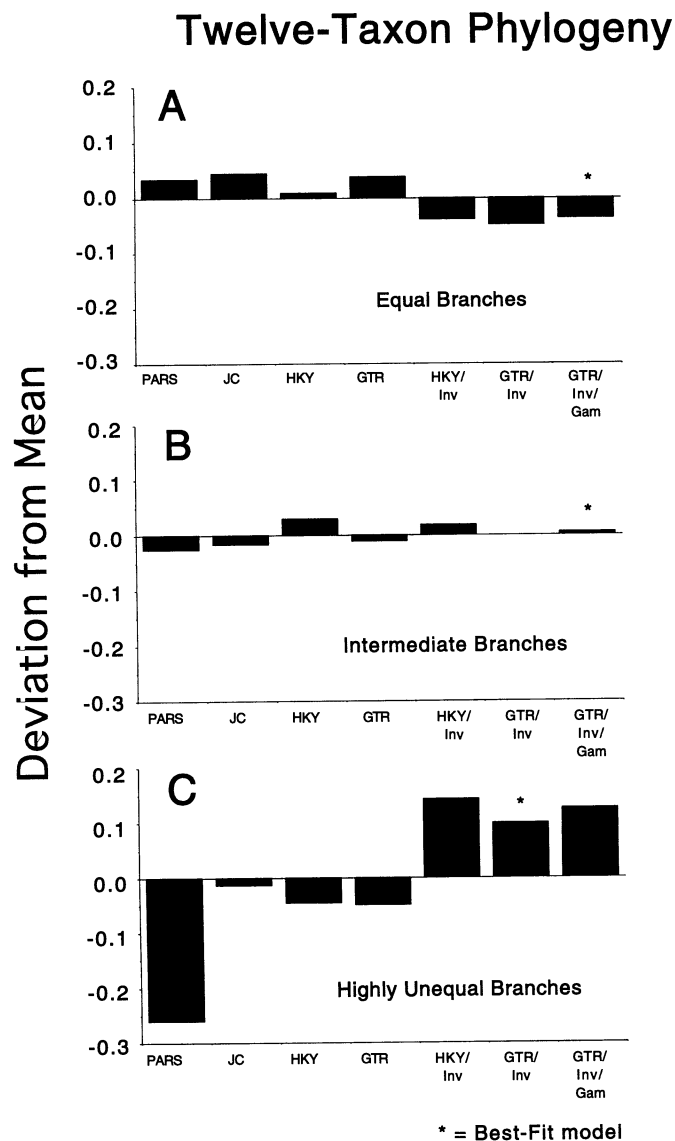 Twelve-Taxon Phylogeny
Deviation from Mean
A
0.2
0.1
0.0
-0.1
-0.2
-0.3
*
Equal Branches
PARS JC HKY GTR HKY/ GTR/ GTR/
Inv Inv Inv/
Gam
B
0.2
0.1
0.0
-0.1
-0.2
-0.3
*
Intermediate Branches
PARS JC HKY GTR HKY/ GTR/ GTR/
Inv Inv Inv/
Gam
C
0.2
0.1
0.0
-0.1
-0.2
-0.3
*
Highly Unequal Branches
PARS JC HKY GTR HKY/ GTR/ GTR/
Inv Inv Inv/
Gam
* = Best-Fit model